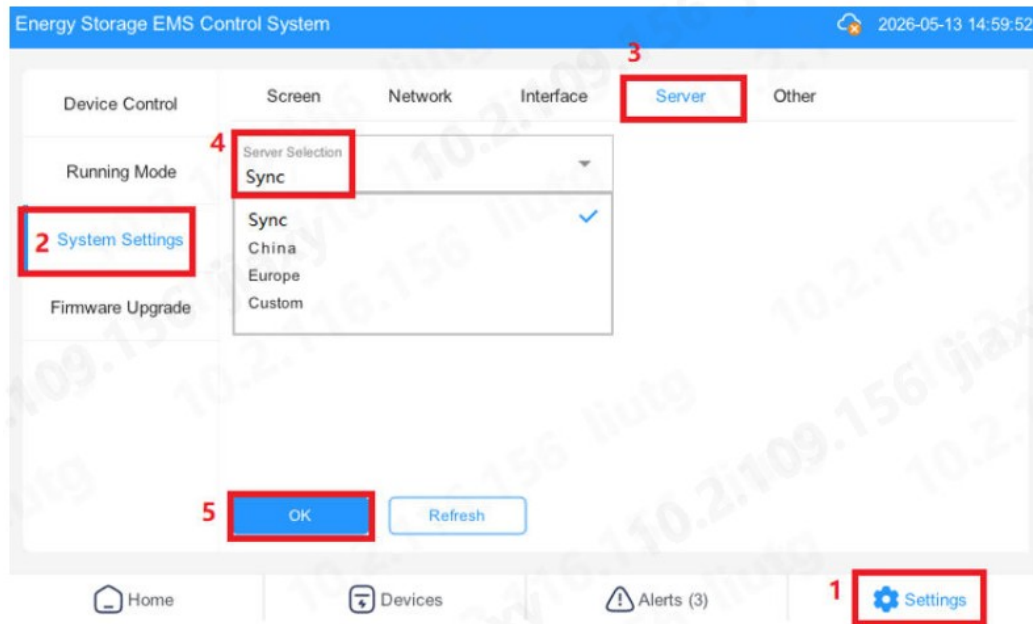 Energy Storage EMS Control System 2026-05-13 14:59:52
3
Device Control Screen Network Interface Server Other
4 Server Selection
Running Mode Sync
2 System Settings Sync
China
Europe
Firmware Upgrade Custom
5 OK Refresh
Home Devices Alerts (3) 1 Settings